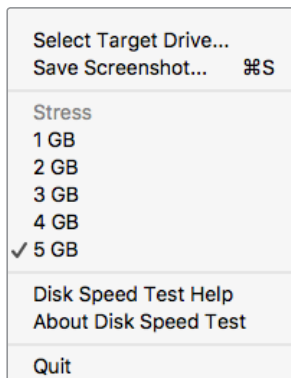 Select Target Drive...
Save Screenshot... ⌘S
Stress
1 GB
2 GB
3 GB
4 GB
✓ 5 GB
Disk Speed Test Help
About Disk Speed Test
Quit